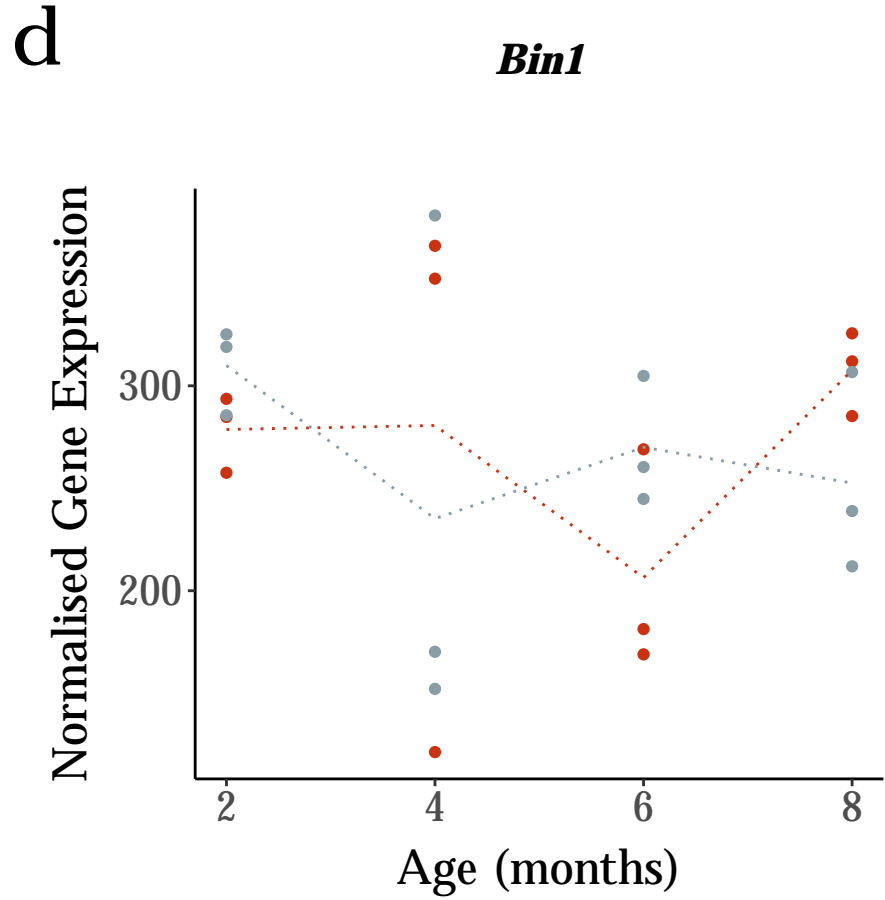 d
Bin1
Normalised Gene Expression
300
200
2 4 6 8
Age (months)